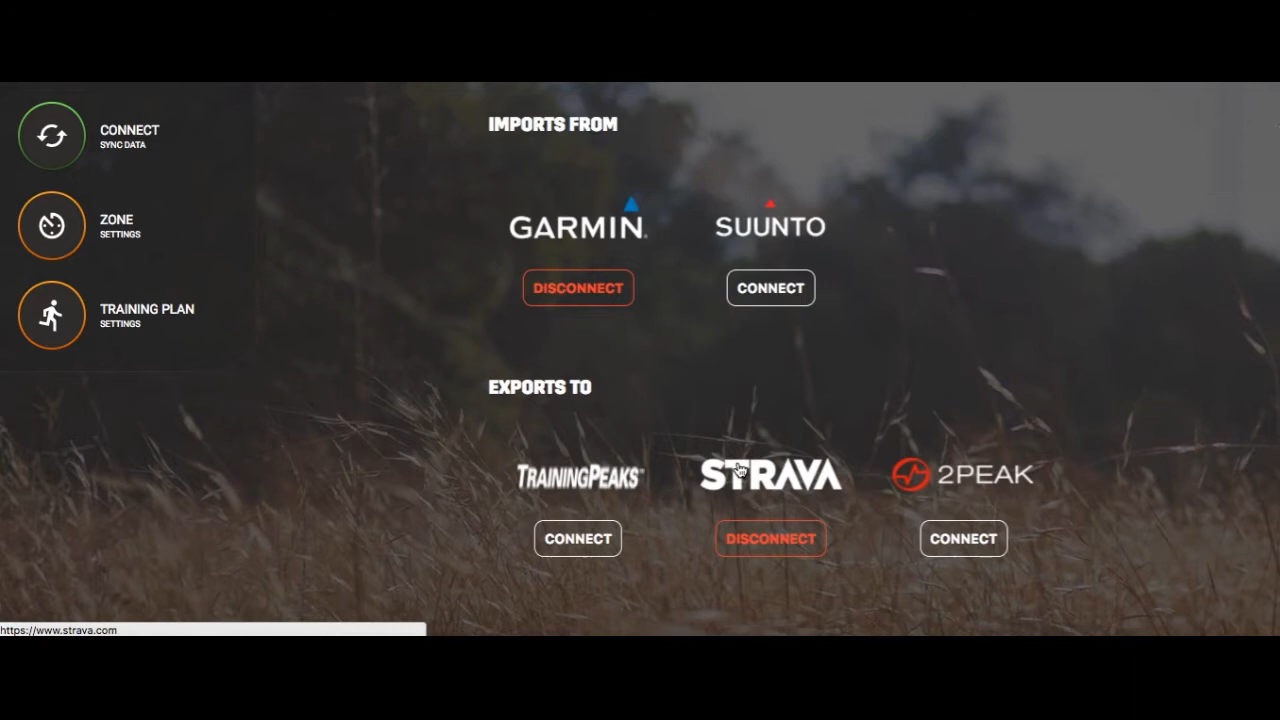 CONNECT
SYNC DATA
ZONE
SETTINGS
TRAINING PLAN
SETTINGS
IMPORTS FROM
GARMIN.
SUUNTO
DISCONNECT
CONNECT
EXPORTS TO
TRAININGPEAKS™
STRAVA
2PEAK
CONNECT
DISCONNECT
CONNECT
https://www.strava.com